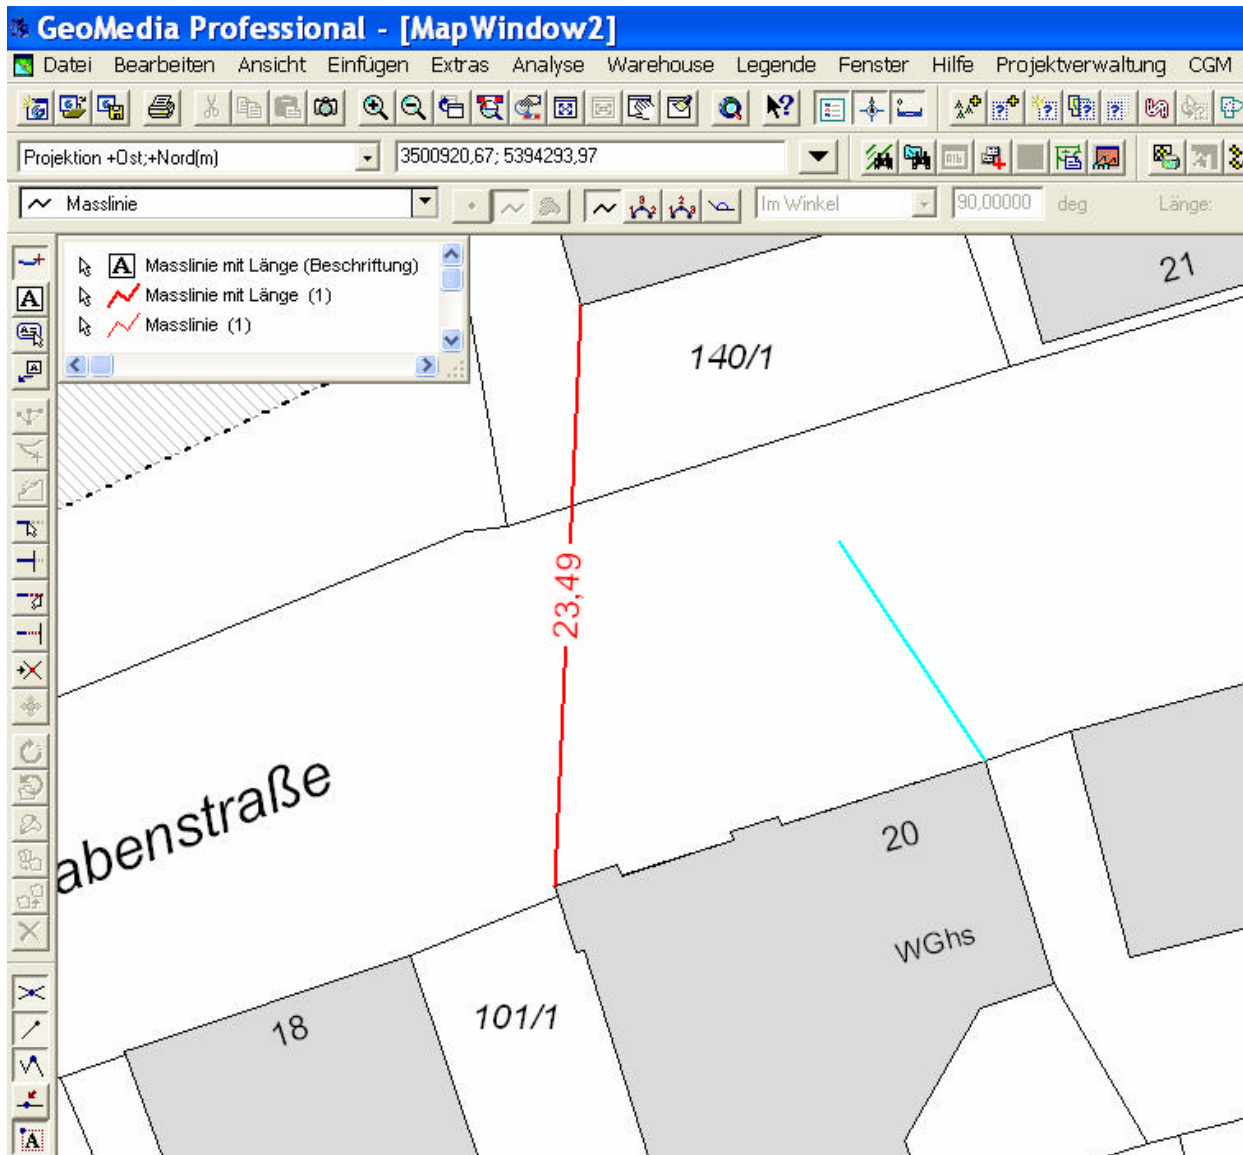 GeoMedia Professional - [MapWindow2]
Datei Bearbeiten Ansicht Einfügen Extras Analyse Warehouse Legende Fenster Hilfe Projektverwaltung CGM
Projektion +Ost;+Nord(m) 3500920,67; 5394293,97
Masslinie Im Winkel 90,00000 deg Länge:
A Masslinie mit Länge (Beschriftung)
Masslinie mit Länge (1)
Masslinie (1)
21
140/1
23,49
abenstraße
20
WGhs
101/1
18